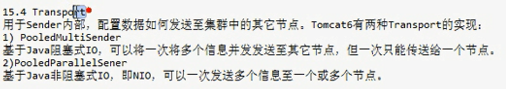 15.4 Transport
用于Sender内部，配置数据如何发送至集群中的其它节点。Tomcat6有两种Transport的实现：
1) PooledMultiSender
基于Java阻塞式IO，可以将一次将多个信息并发发送至其它节点，但一次只能传送给一个节点。
2)PooledParallelSener
基于Java非阻塞式IO，即NIO，可以一次发送多个信息至一个或多个节点。